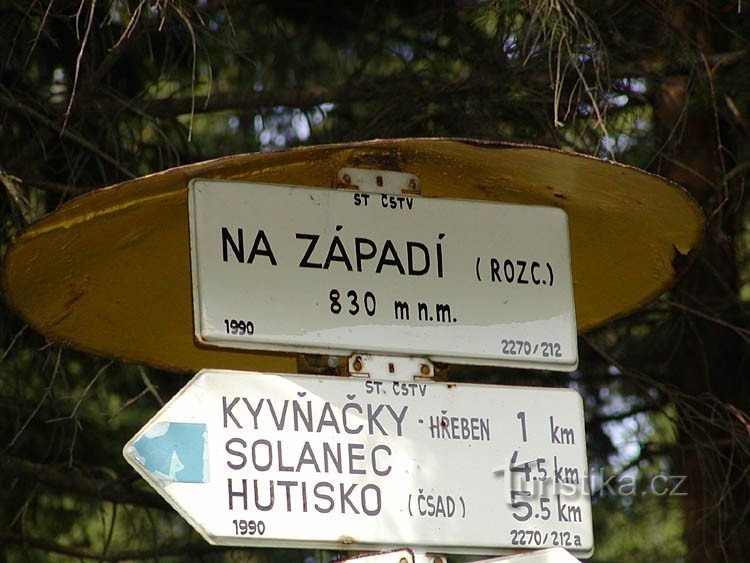 ST ČSTV
NA ZÁPADÍ (ROZC.)
830 m n.m.
1990 2270/212
ST. ČSTV
KYVŇAČKY - HŘEBEN 1 km
SOLANEC 4.5 km
HUTISKO (ČSAD) 5.5 km
1990 2270/212a
Turistika.cz